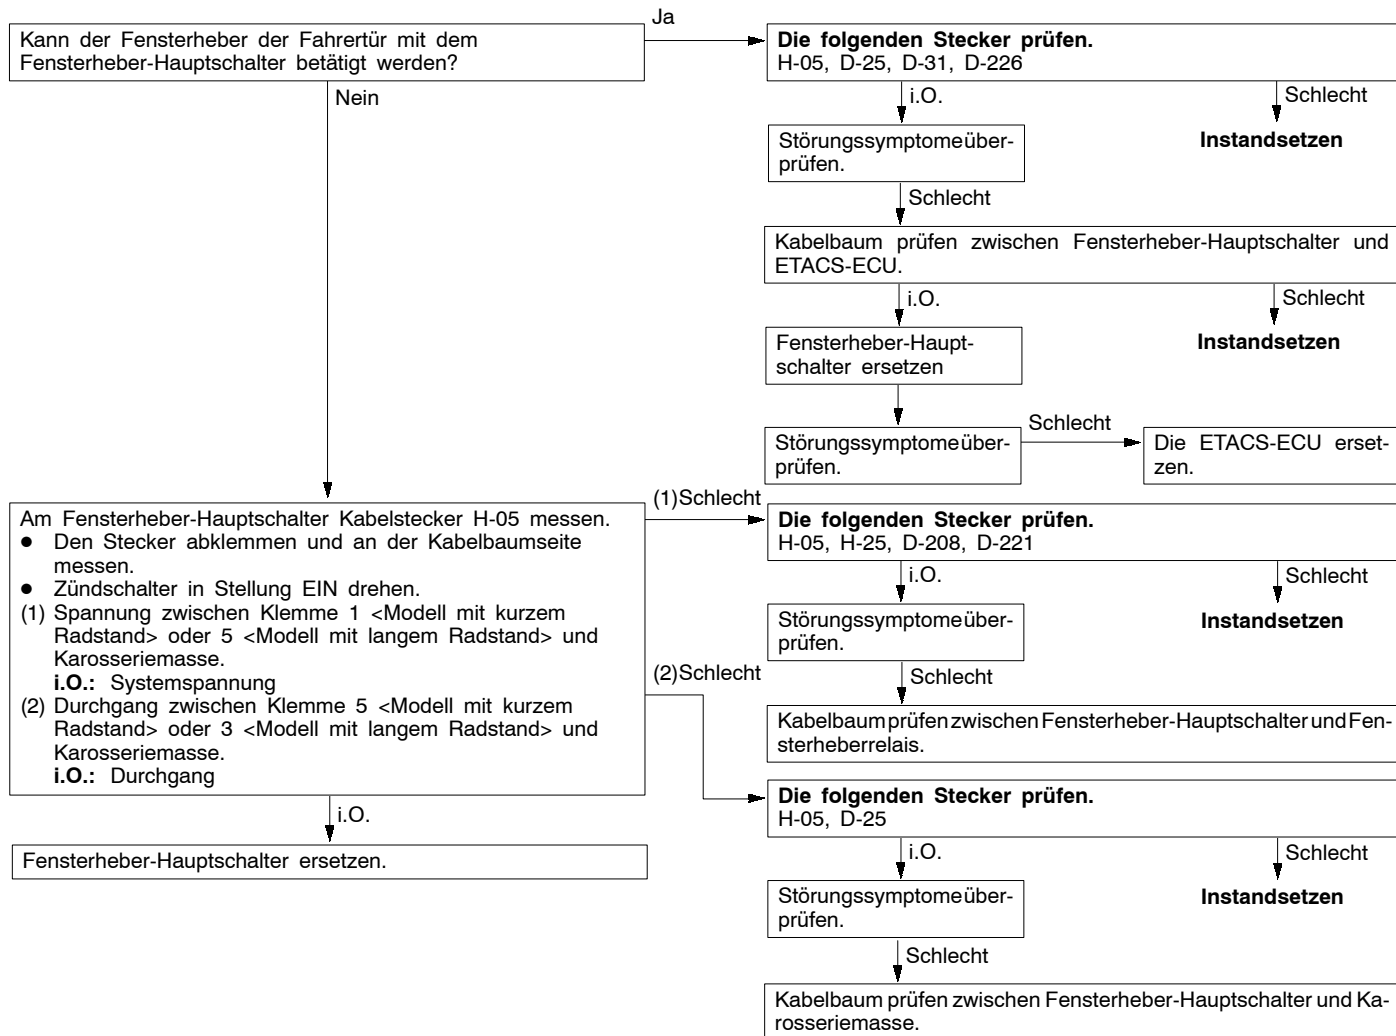 Kann der Fensterheber der Fahrertür mit dem
Fensterheber-Hauptschalter betätigt werden?
Ja
Die folgenden Stecker prüfen.
H-05, D-25, D-31, D-226
Nein
i.O.
Schlecht
Störungssymptomeüber-
prüfen.
Instandsetzen
Schlecht
Kabelbaum prüfen zwischen Fensterheber-Hauptschalter und
ETACS-ECU.
i.O.
Schlecht
Fensterheber-Haupt-
schalter ersetzen
Instandsetzen
Störungssymptomeüber-
prüfen.
Schlecht
Die ETACS-ECU erset-
zen.
Am Fensterheber-Hauptschalter Kabelstecker H-05 messen.
● Den Stecker abklemmen und an der Kabelbaumseite
messen.
● Zündschalter in Stellung EIN drehen.
(1) Spannung zwischen Klemme 1 <Modell mit kurzem
Radstand> oder 5 <Modell mit langem Radstand> und
Karosseriemasse.
i.O.: Systemspannung
(2) Durchgang zwischen Klemme 5 <Modell mit kurzem
Radstand> oder 3 <Modell mit langem Radstand> und
Karosseriemasse.
i.O.: Durchgang
(1)Schlecht
Die folgenden Stecker prüfen.
H-05, H-25, D-208, D-221
i.O.
Schlecht
Störungssymptomeüber-
prüfen.
Instandsetzen
Schlecht
Kabelbaum prüfen zwischen Fensterheber-Hauptschalter und Fen-
sterheberrelais.
(2)Schlecht
Die folgenden Stecker prüfen.
H-05, D-25
i.O.
Schlecht
Störungssymptomeüber-
prüfen.
Instandsetzen
Schlecht
Kabelbaum prüfen zwischen Fensterheber-Hauptschalter und Ka-
rosseriemasse.
i.O.
Fensterheber-Hauptschalter ersetzen.